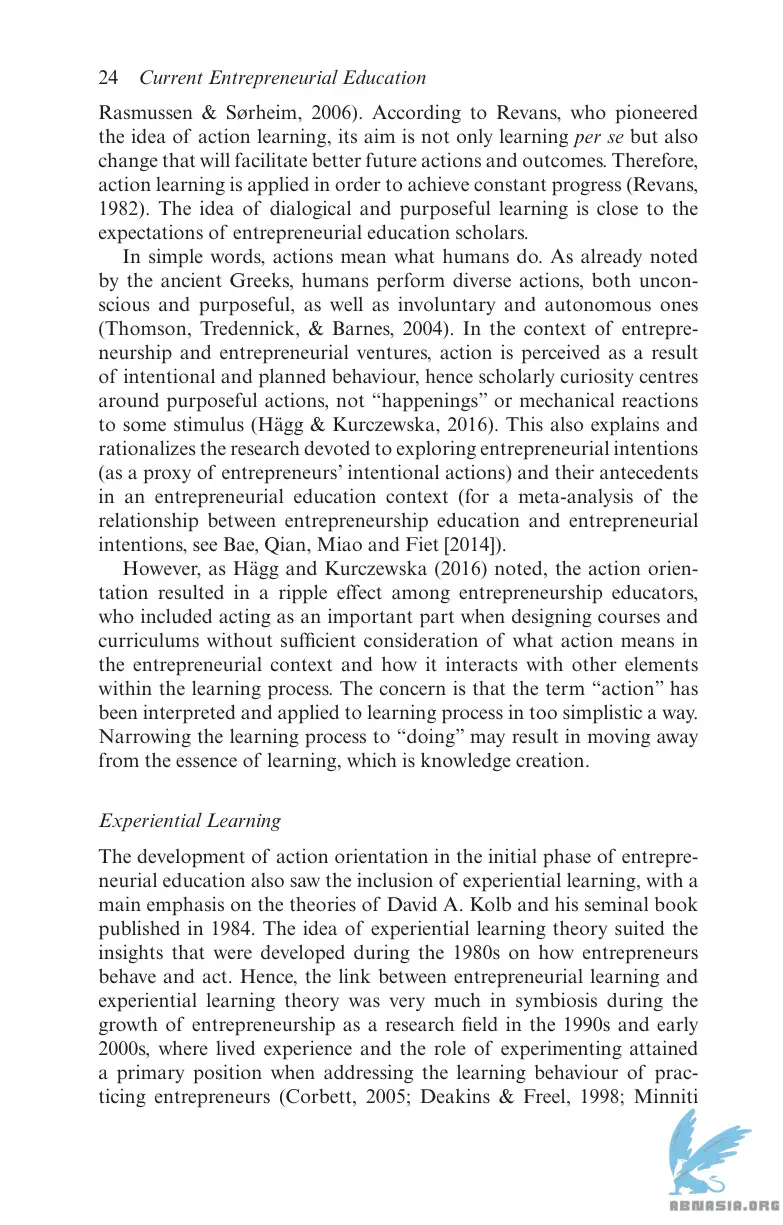 24 Current Entrepreneurial Education
Rasmussen & Sørheim, 2006). According to Revans, who pioneered
the idea of action learning, its aim is not only learning per se but also
change that will facilitate better future actions and outcomes. Therefore,
action learning is applied in order to achieve constant progress (Revans,
1982). The idea of dialogical and purposeful learning is close to the
expectations of entrepreneurial education scholars.
In simple words, actions mean what humans do. As already noted
by the ancient Greeks, humans perform diverse actions, both uncon-
scious and purposeful, as well as involuntary and autonomous ones
(Thomson, Tredennick, & Barnes, 2004). In the context of entrepre-
neurship and entrepreneurial ventures, action is perceived as a result
of intentional and planned behaviour, hence scholarly curiosity centres
around purposeful actions, not “happenings” or mechanical reactions
to some stimulus (Hägg & Kurczewska, 2016). This also explains and
rationalizes the research devoted to exploring entrepreneurial intentions
(as a proxy of entrepreneurs’ intentional actions) and their antecedents
in an entrepreneurial education context (for a meta-analysis of the
relationship between entrepreneurship education and entrepreneurial
intentions, see Bae, Qian, Miao and Fiet [2014]).
However, as Hägg and Kurczewska (2016) noted, the action orien-
tation resulted in a ripple effect among entrepreneurship educators,
who included acting as an important part when designing courses and
curriculums without sufficient consideration of what action means in
the entrepreneurial context and how it interacts with other elements
within the learning process. The concern is that the term “action” has
been interpreted and applied to learning process in too simplistic a way.
Narrowing the learning process to “doing” may result in moving away
from the essence of learning, which is knowledge creation.
Experiential Learning
The development of action orientation in the initial phase of entrepre-
neurial education also saw the inclusion of experiential learning, with a
main emphasis on the theories of David A. Kolb and his seminal book
published in 1984. The idea of experiential learning theory suited the
insights that were developed during the 1980s on how entrepreneurs
behave and act. Hence, the link between entrepreneurial learning and
experiential learning theory was very much in symbiosis during the
growth of entrepreneurship as a research field in the 1990s and early
2000s, where lived experience and the role of experimenting attained
a primary position when addressing the learning behaviour of prac-
ticing entrepreneurs (Corbett, 2005; Deakins & Freel, 1998; Minniti
ABNASIA.ORG